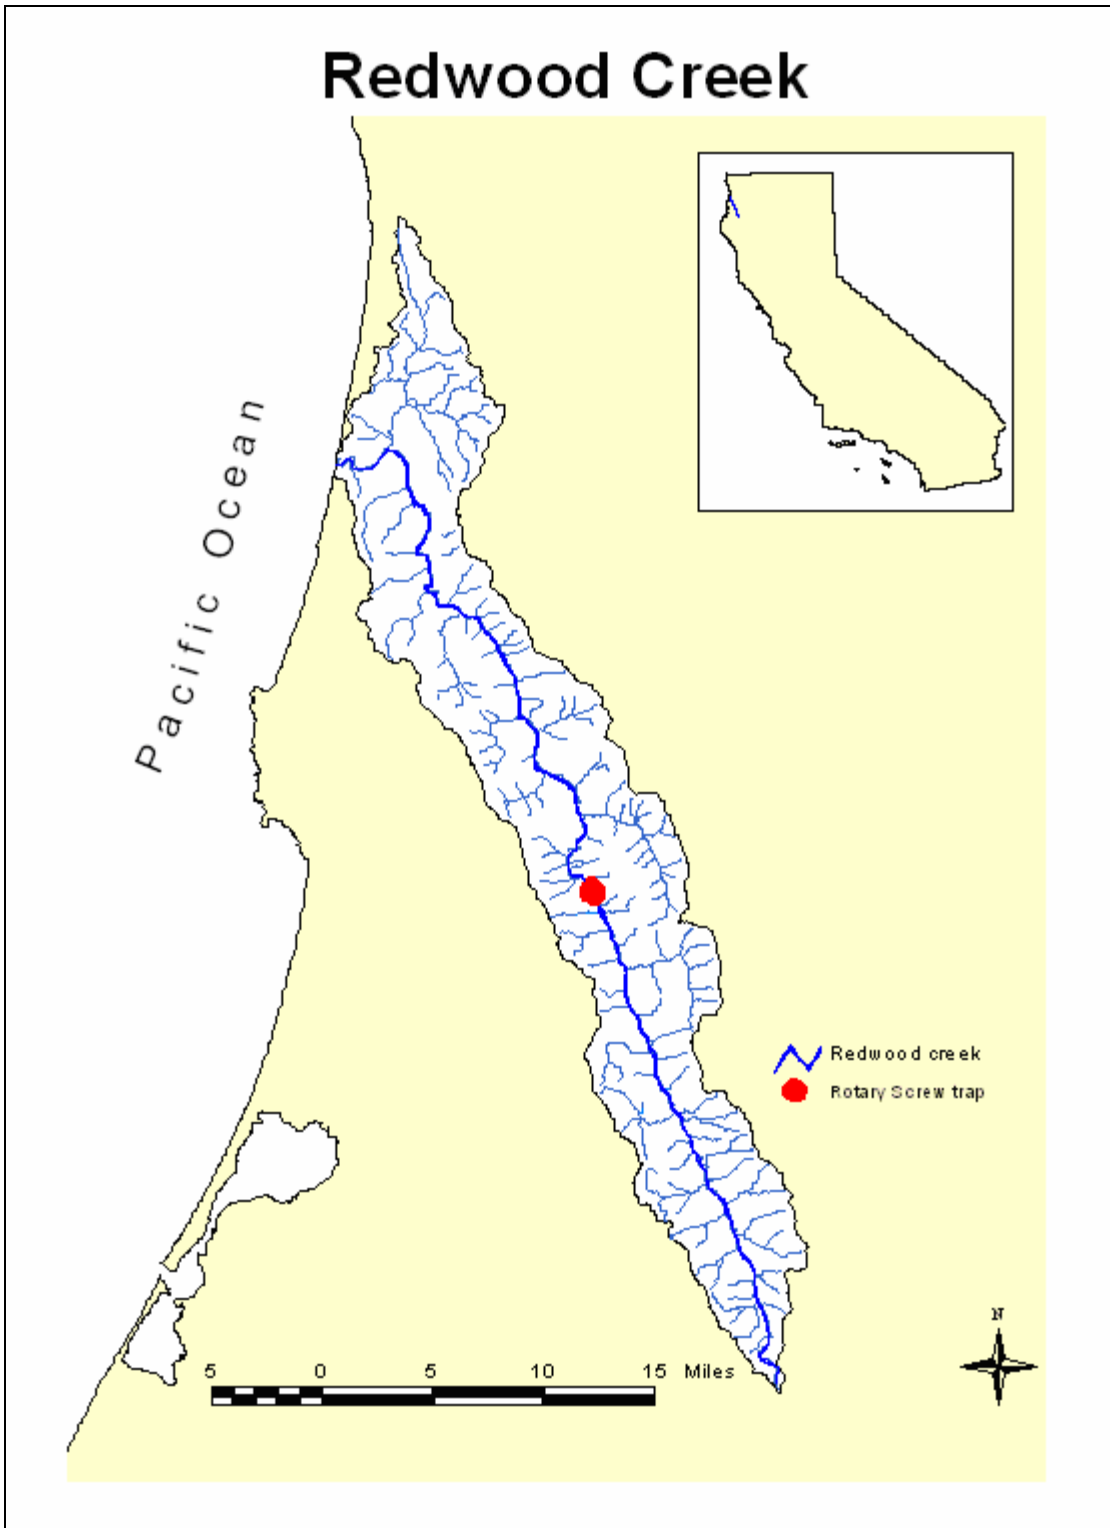 Redwood Creek
Pacific Ocean
Redwood creek
Rotary Screw trap
N
5 0 5 10 15 Miles